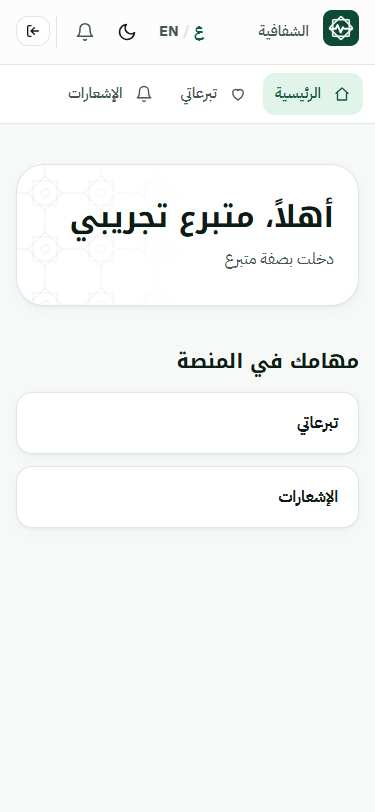 الشفافية
ع / EN
الرئيسية
تبرعاتي
الإشعارات
أهلاً، متبرع تجريبي
دخلت بصفة متبرع
مهامك في المنصة
تبرعاتي
الإشعارات